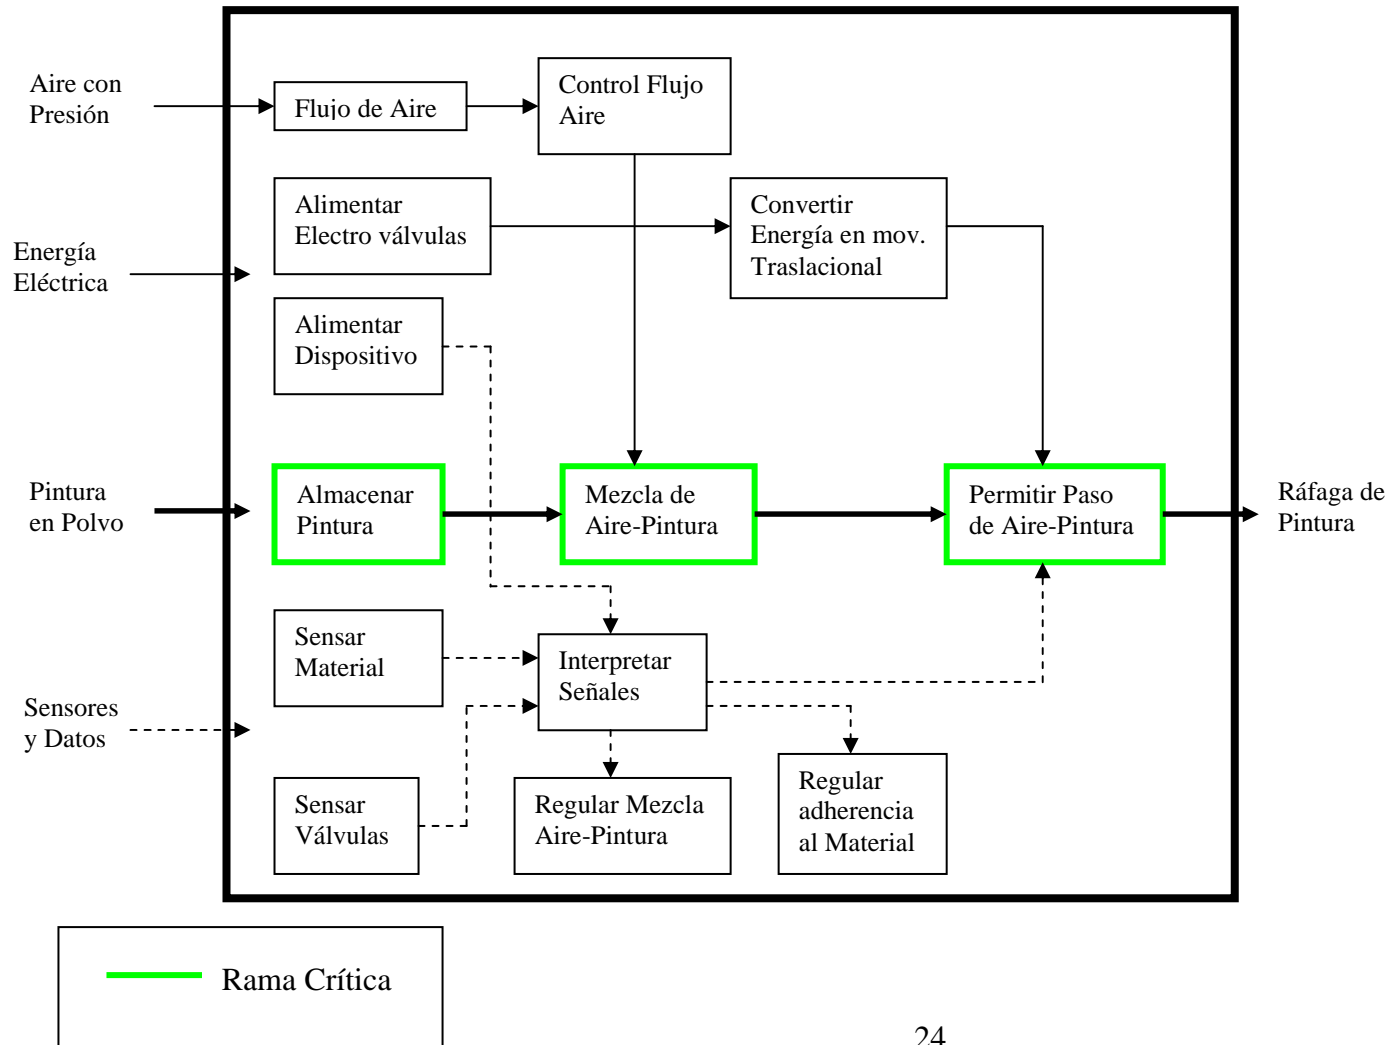 Aire con
Presión
Flujo de Aire
Control Flujo
Aire
Alimentar
Electro válvulas
Convertir
Energía en mov.
Traslacional
Energía
Eléctrica
Alimentar
Dispositivo
Pintura
en Polvo
Almacenar
Pintura
Mezcla de
Aire-Pintura
Permitir Paso
de Aire-Pintura
Ráfaga de
Pintura
Sensar
Material
Interpretar
Señales
Sensores
y Datos
Sensar
Válvulas
Regular Mezcla
Aire-Pintura
Regular
adherencia
al Material
Rama Crítica
24